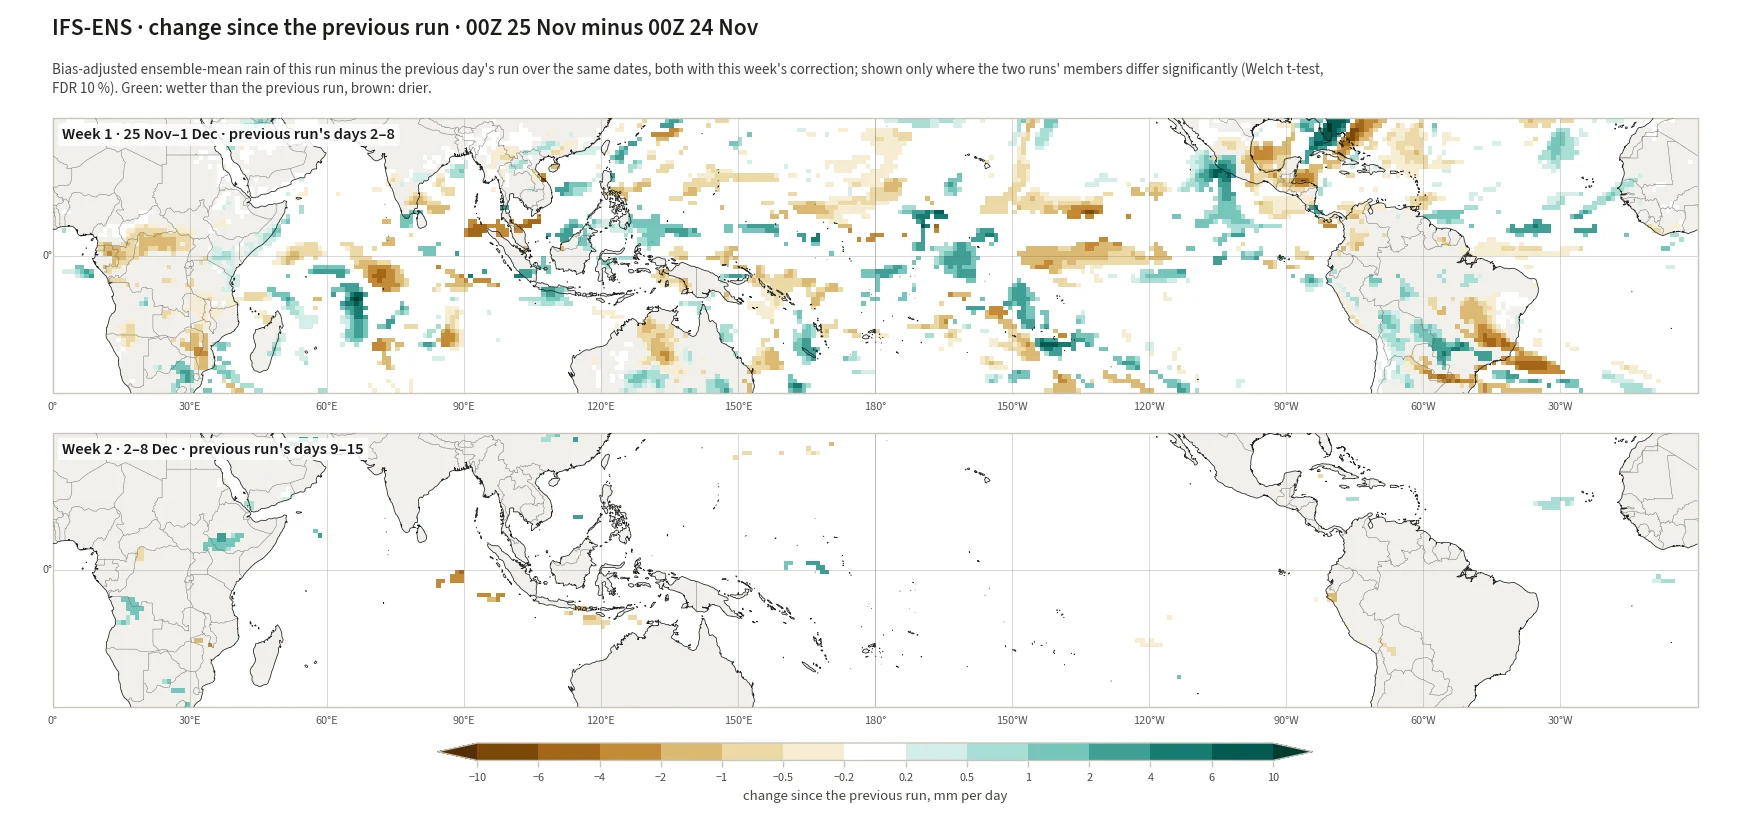 IFS-ENS · change since the previous run · 00Z 25 Nov minus 00Z 24 Nov
Bias-adjusted ensemble-mean rain of this run minus the previous day's run over the same dates, both with this week's correction; shown only where the two runs' members differ significantly (Welch t-test,
FDR 10 %). Green: wetter than the previous run, brown: drier.
Week 1 · 25 Nov–1 Dec · previous run's days 2–8
0°
0° 30°E 60°E 90°E 120°E 150°E 180° 150°W 120°W 90°W 60°W 30°W
Week 2 · 2–8 Dec · previous run's days 9–15
0°
0° 30°E 60°E 90°E 120°E 150°E 180° 150°W 120°W 90°W 60°W 30°W
−10 −6 −4 −2 −1 −0.5 −0.2 0.2 0.5 1 2 4 6 10
change since the previous run, mm per day